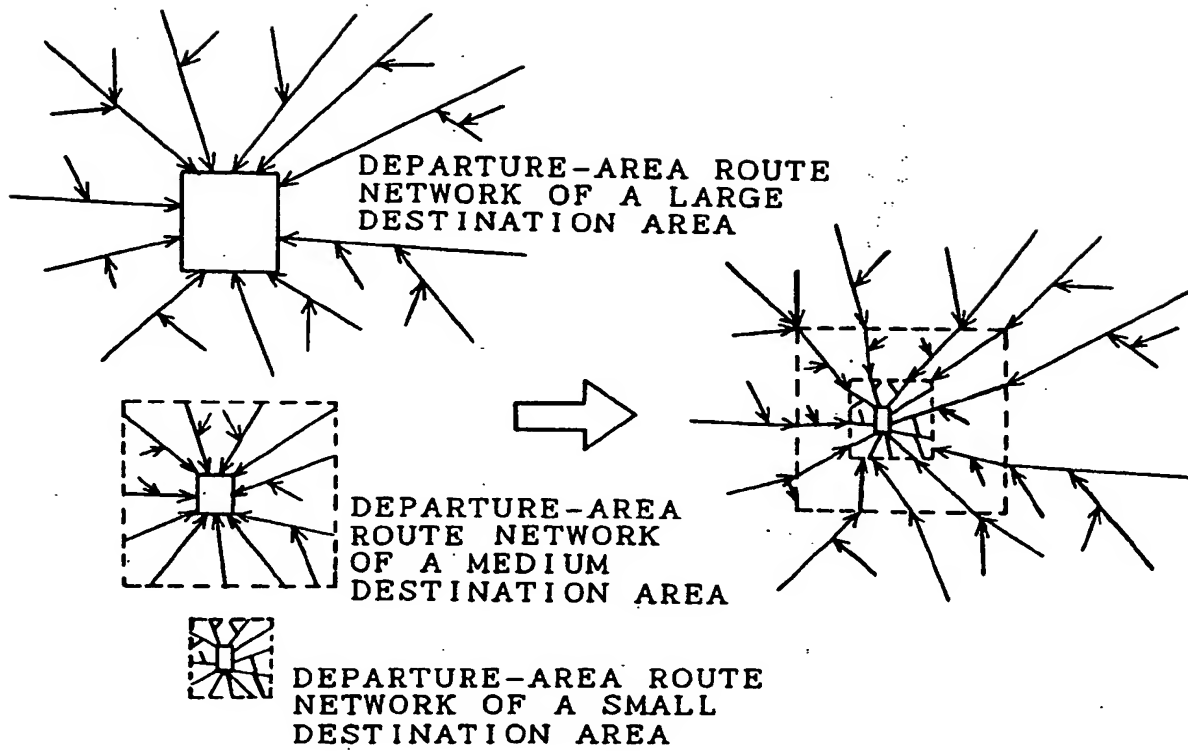 DEPARTURE-AREA ROUTE
NETWORK OF A LARGE
DESTINATION AREA
DEPARTURE-AREA
ROUTE NETWORK
OF A MEDIUM
DESTINATION AREA
DEPARTURE-AREA ROUTE
NETWORK OF A SMALL
DESTINATION AREA